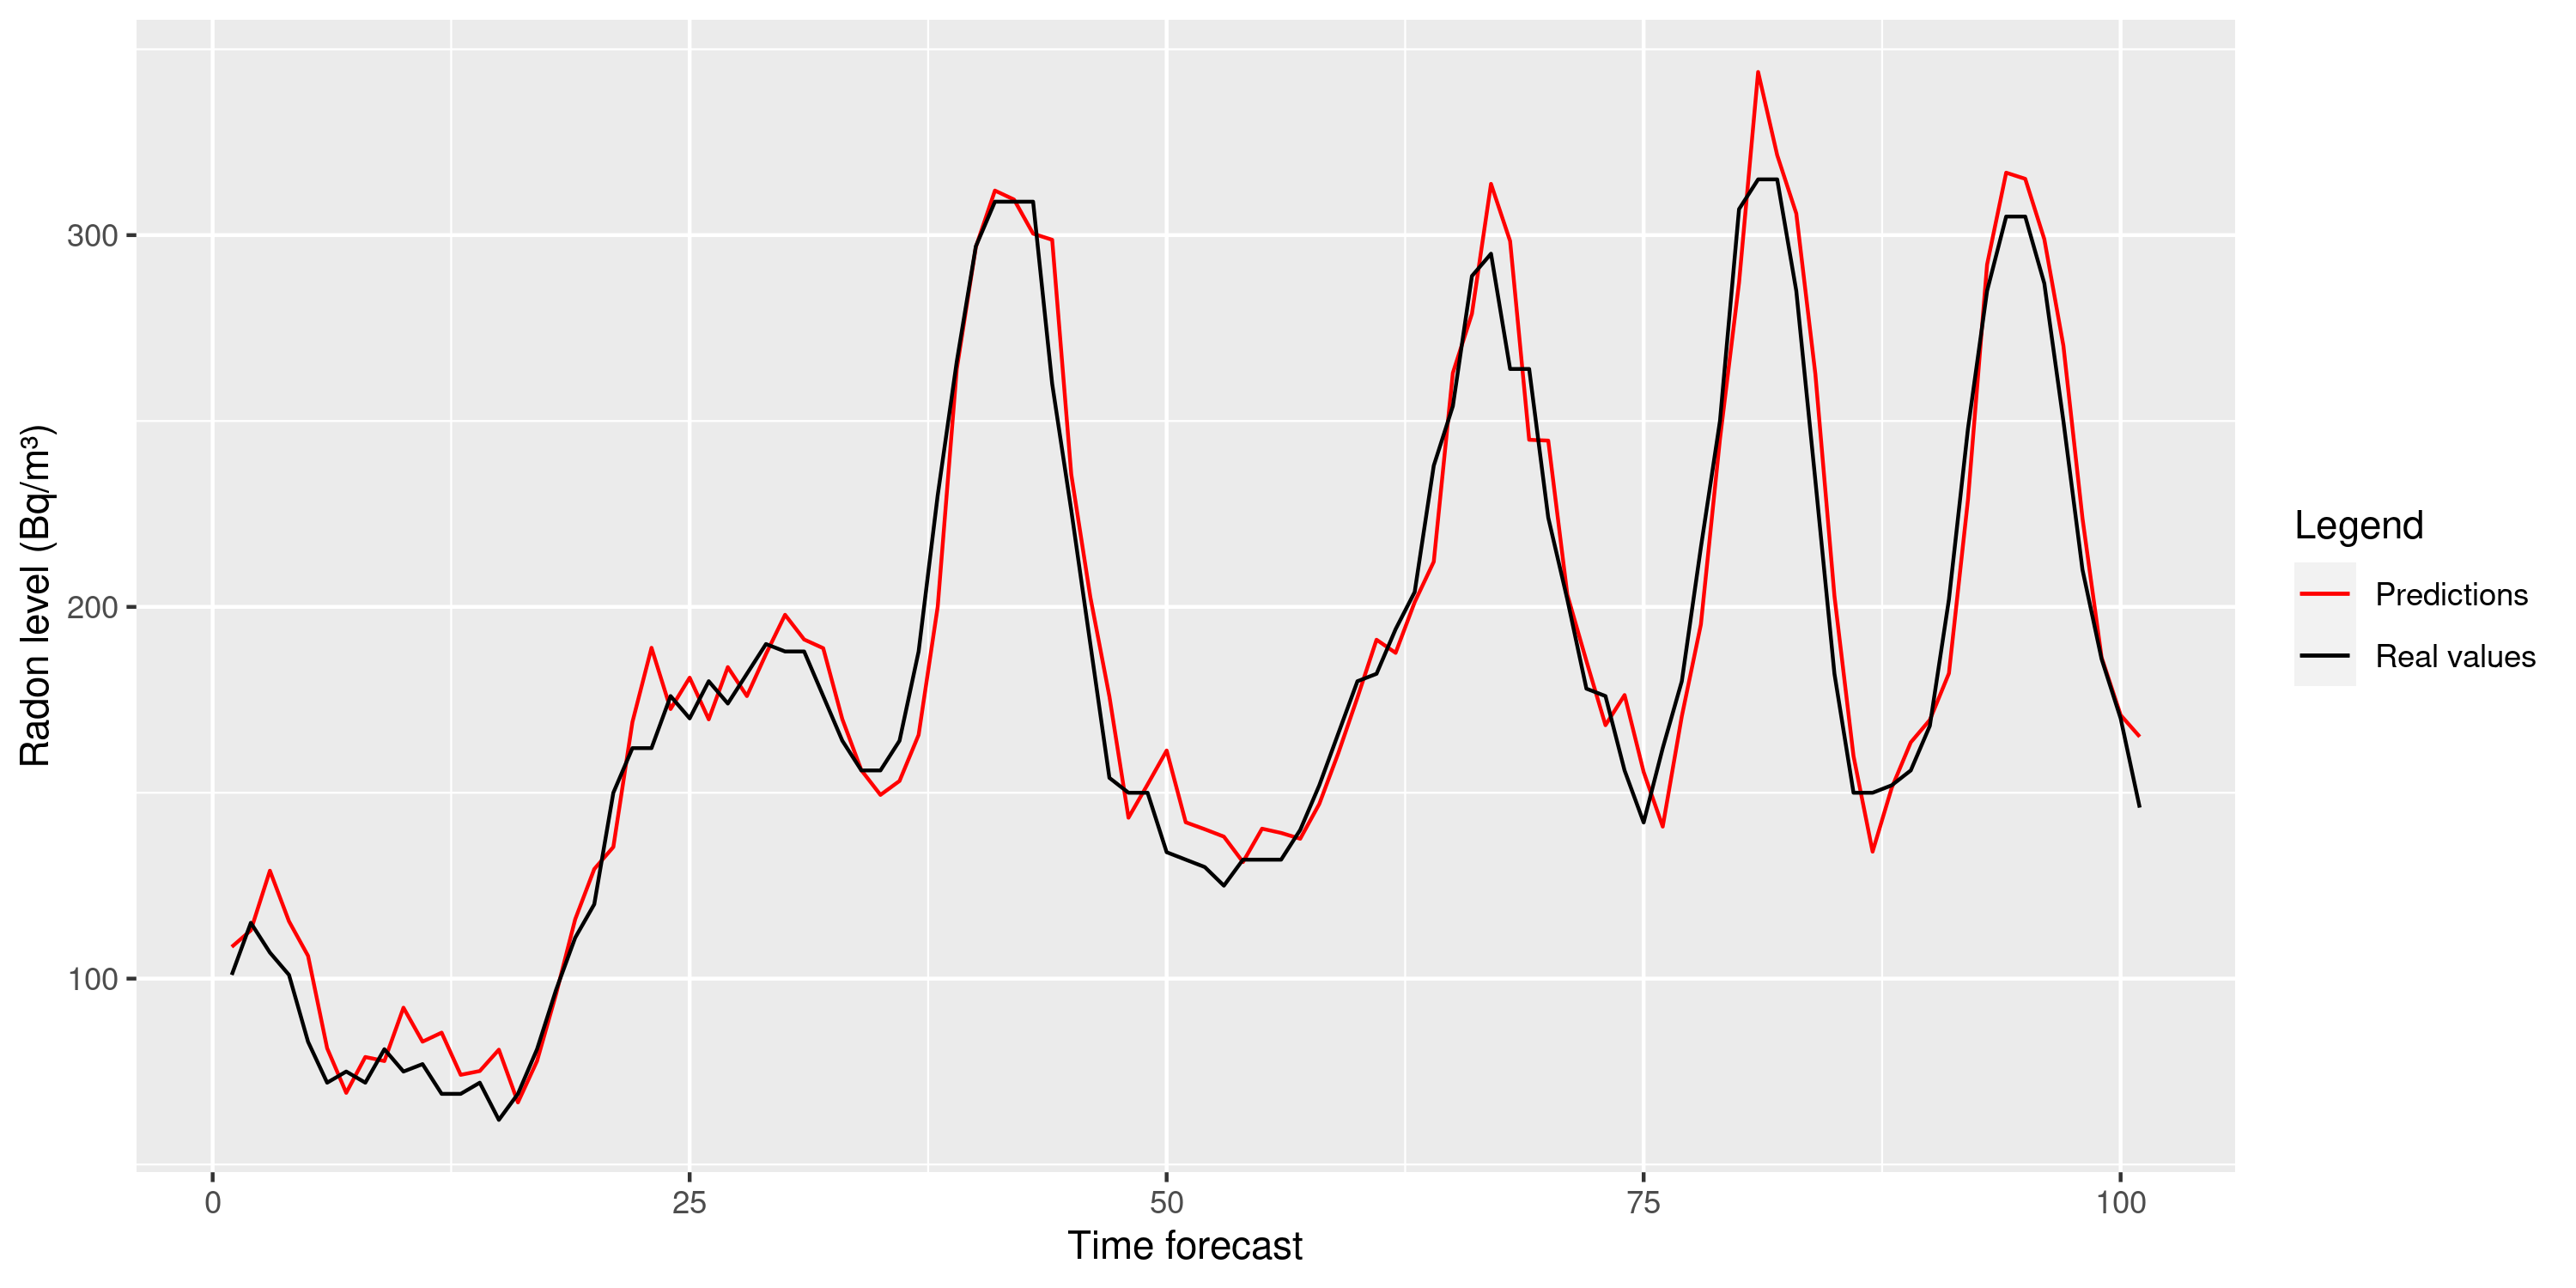 Radon level (Bq/m³)
300
200
100
0 25 50 75 100
Time forecast
Legend
Predictions
Real values